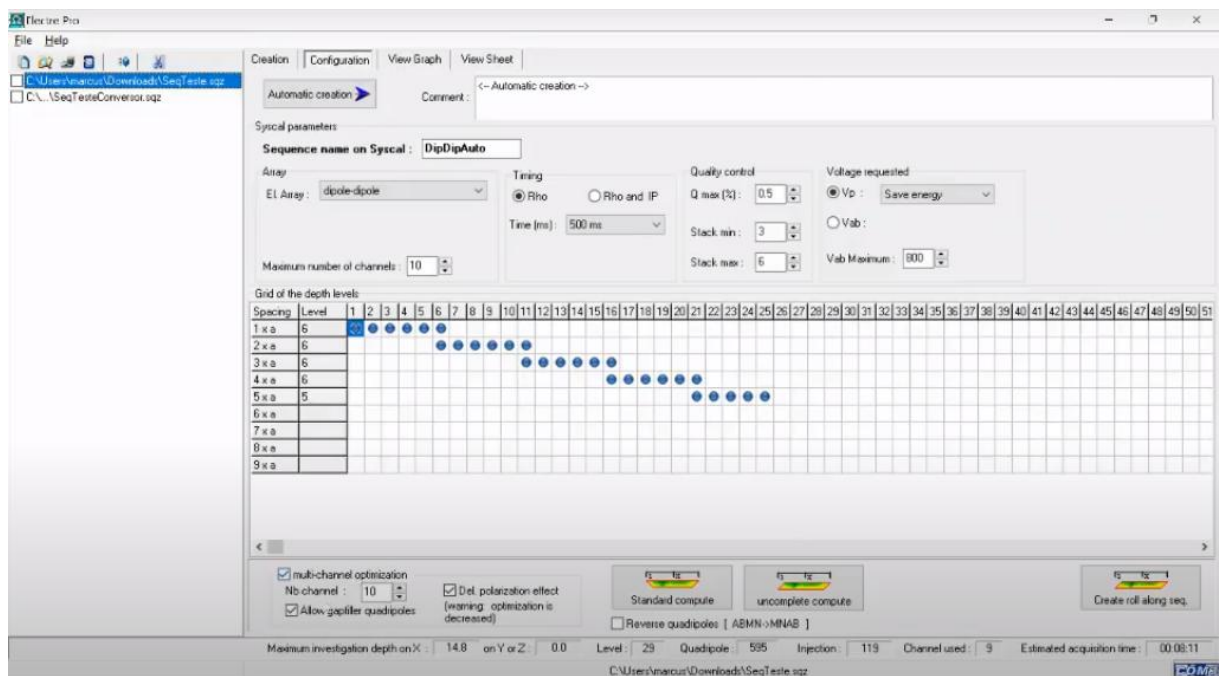 Electre Pro
File Help
Creation Configuration View Graph View Sheet
C:\Users\marcus\Downloads\SeqTeste.sqz
C:\...\SeqTesteConversor.sqz
Automatic creation
Comment :
<-- Automatic creation -->
Syscal parameters
Sequence name on Syscal : DipDipAuto
Array
El. Array : dipole-dipole
Maximum number of channels : 10
Timing
Rho Rho and IP
Time (ms) : 500 ms
Quality control
Q max (%) : 0.5
Stack min : 3
Stack max : 6
Voltage requested
Vp : Save energy
Vab :
Vab Maximum : 800
Grid of the depth levels
Spacing Level 1 2 3 4 5 6 7 8 9 10 11 12 13 14 15 16 17 18 19 20 21 22 23 24 25 26 27 28 29 30 31 32 33 34 35 36 37 38 39 40 41 42 43 44 45 46 47 48 49 50 51
1 x a 6
2 x a 6
3 x a 6
4 x a 6
5 x a 5
6 x a
7 x a
8 x a
9 x a
multi-channel optimization
Nb channel : 10
Allow gapfiller quadripoles
Del. polarization effect
(warning: optimization is
decreased)
Standard compute
uncomplete compute
Create roll along seq.
Reverse quadripoles [ ABMN->MNAB ]
Maximum investigation depth on X : 14.8 on Y or Z : 0.0 Level : 29 Quadripole : 595 Injection : 119 Channel used : 9 Estimated acquisition time : 00:08:11
C:\Users\marcus\Downloads\SeqTeste.sqz